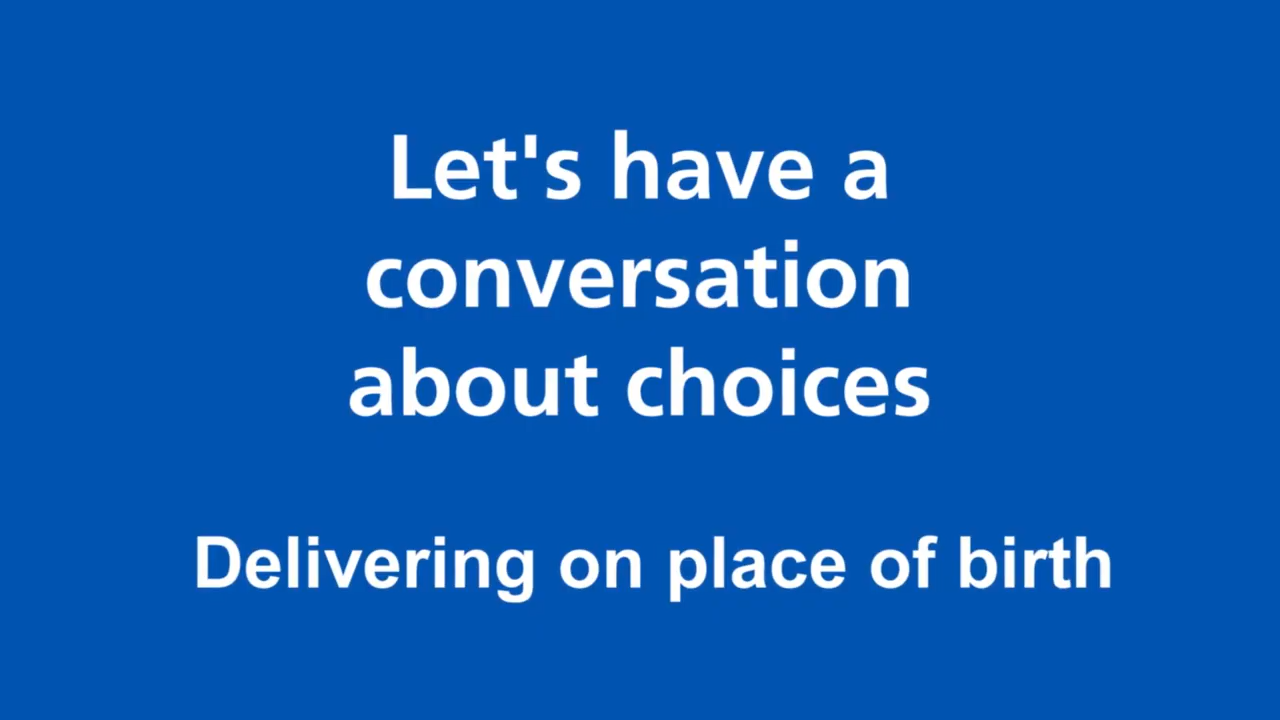 Let's have a
conversation
about choices
Delivering on place of birth